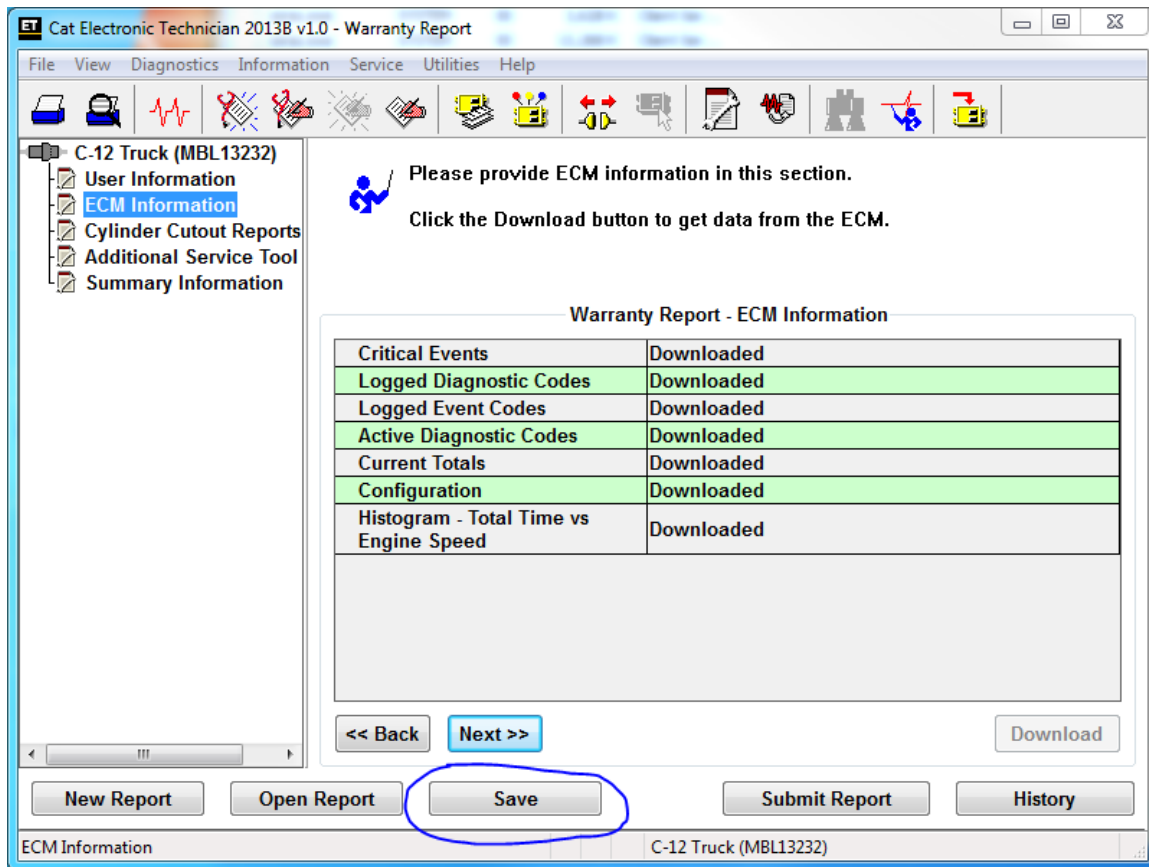 ET Cat Electronic Technician 2013B v1.0 - Warranty Report
File View Diagnostics Information Service Utilities Help
C-12 Truck (MBL13232)
User Information
ECM Information
Cylinder Cutout Reports
Additional Service Tool
Summary Information
Please provide ECM information in this section.
Click the Download button to get data from the ECM.
Warranty Report - ECM Information
Critical Events Downloaded
Logged Diagnostic Codes Downloaded
Logged Event Codes Downloaded
Active Diagnostic Codes Downloaded
Current Totals Downloaded
Configuration Downloaded
Histogram - Total Time vs
Engine Speed Downloaded
<< Back Next >> Download
New Report Open Report Save Submit Report History
ECM Information C-12 Truck (MBL13232)